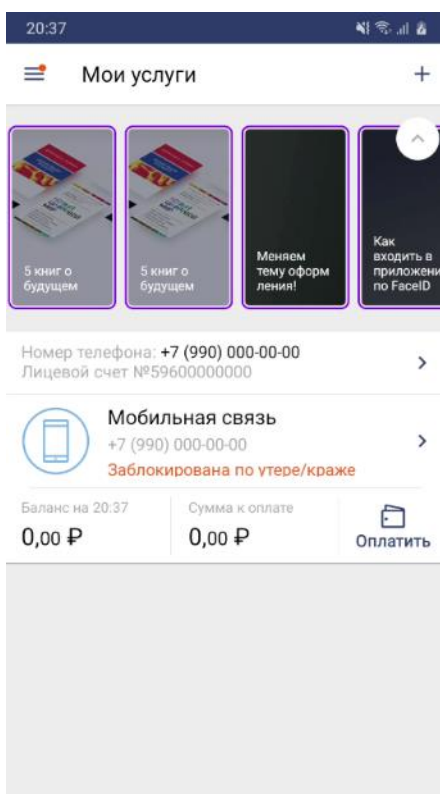 20:37
Мои услуги
5 книг о
будущем
5 книг о
будущем
Меняем
тему оформ
ления!
Как
входить в
приложени
по FaceID
Номер телефона: +7 (990) 000-00-00
Лицевой счет №59600000000
Мобильная связь
+7 (990) 000-00-00
Заблокирована по утере/краже
Баланс на 20:37
Сумма к оплате
0,00 ₽
0,00 ₽
Оплатить